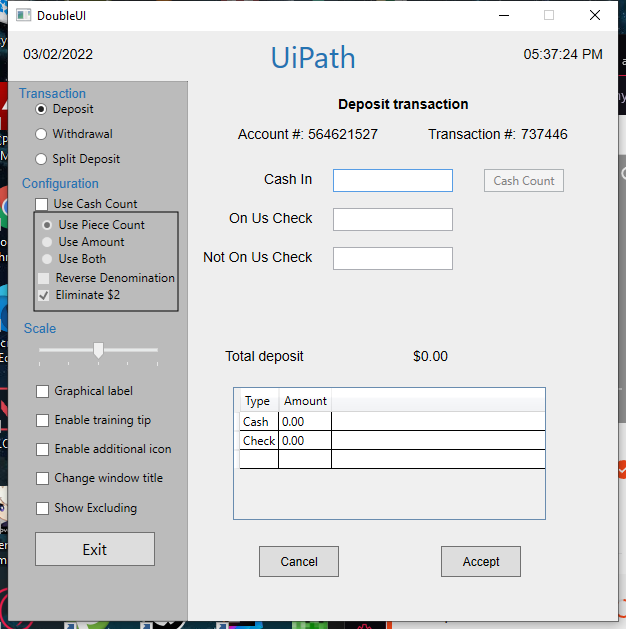 DoubleUI
03/02/2022
UiPath
05:37:24 PM
Transaction
Deposit
Withdrawal
Split Deposit
Configuration
Use Cash Count
Use Piece Count
Use Amount
Use Both
Reverse Denomination
Eliminate $2
Scale
Graphical label
Enable training tip
Enable additional icon
Change window title
Show Excluding
Exit
Deposit transaction
Account #: 564621527 Transaction #: 737446
Cash In Cash Count
On Us Check
Not On Us Check
Total deposit $0.00
Type Amount
Cash 0.00
Check 0.00
Cancel Accept